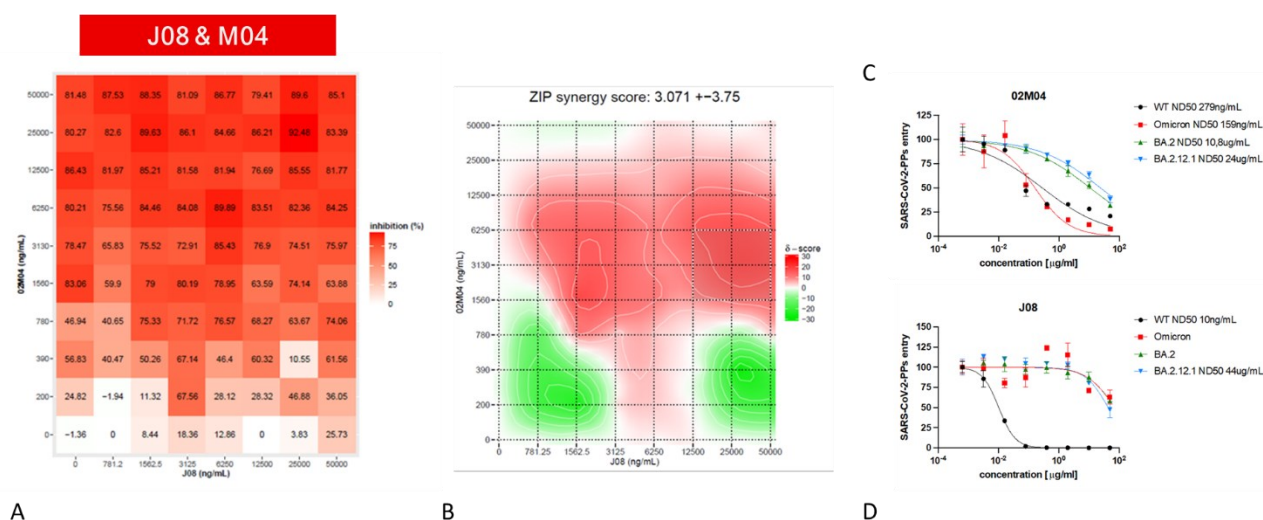 J08 & M04
50000 81.48 87.53 88.35 81.09 86.77 79.41 89.6 85.1
25000 80.27 82.6 89.63 86.1 84.66 86.21 92.48 83.39
12500 86.43 81.97 85.21 81.58 81.94 76.69 85.55 81.77
6250 80.21 75.56 84.46 84.08 89.89 83.51 82.36 84.25
3130 78.47 65.83 75.52 72.91 85.43 76.9 74.51 75.97
1560 83.06 59.9 79 80.19 78.95 63.59 74.14 63.88
780 46.94 40.65 75.33 71.72 76.57 68.27 63.67 74.06
390 56.83 40.47 50.26 67.14 46.4 60.32 10.55 61.56
200 24.82 −1.94 11.32 67.56 28.12 28.32 46.88 36.05
0 −1.36 0 8.44 18.36 12.86 0 3.83 25.73
0 781.2 1562.5 3125 6250 12500 25000 50000
J08 (ng/mL)
02M04 (ng/mL)
inhibition (%)
75
50
25
0
A
ZIP synergy score: 3.071 +−3.75
50000
25000
12500
6250
3130
1560
780
390
200
0
02M04 (ng/mL)
0 781.25 1562.5 3125 6250 12500 25000 50000
J08 (ng/mL)
δ−score
30
20
10
0
−10
−20
−30
B
C
02M04
SARS-CoV-2-PPs entry
125
100
75
50
25
0
10⁻⁴ 10⁻² 10⁰ 10²
concentration [µg/ml]
WT ND50 279ng/mL
Omicron ND50 159ng/mL
BA.2 ND50 10,8ug/mL
BA.2.12.1 ND50 24ug/mL
J08
SARS-CoV-2-PPs entry
150
125
100
75
50
25
0
10⁻⁴ 10⁻² 10⁰ 10²
concentration [µg/ml]
WT ND50 10ng/mL
Omicron
BA.2
BA.2.12.1 ND50 44ug/mL
D